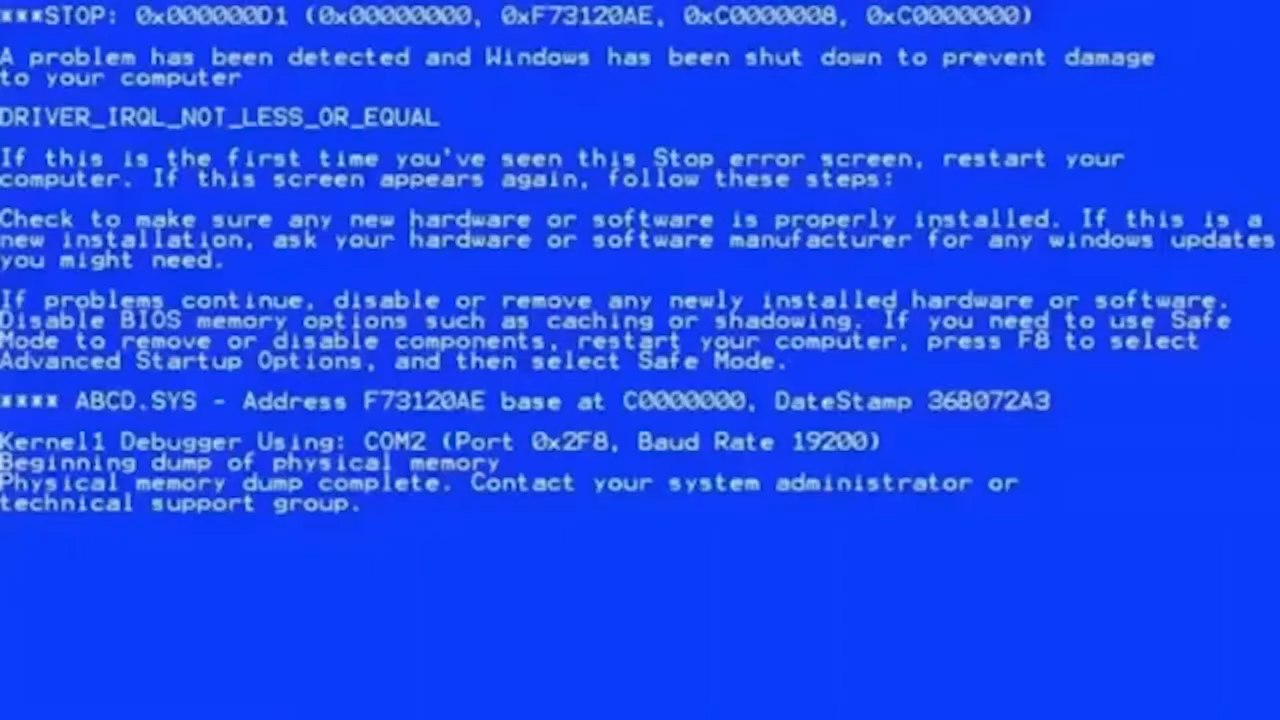 ***STOP: 0x000000D1 (0x00000000, 0xF73120AE, 0xC0000008, 0xC0000000)
A problem has been detected and Windows has been shut down to prevent damage
to your computer
DRIVER_IRQL_NOT_LESS_OR_EQUAL
If this is the first time you've seen this Stop error screen, restart your
computer. If this screen appears again, follow these steps:
Check to make sure any new hardware or software is properly installed. If this is a
new installation, ask your hardware or software manufacturer for any windows updates
you might need.
If problems continue, disable or remove any newly installed hardware or software.
Disable BIOS memory options such as caching or shadowing. If you need to use Safe
Mode to remove or disable components, restart your computer, press F8 to select
Advanced Startup Options, and then select Safe Mode.
**** ABCD.SYS - Address F73120AE base at C0000000, DateStamp 368072A3
Kernel1 Debugger Using: COM2 (Port 0x2F8, Baud Rate 19200)
Beginning dump of physical memory
Physical memory dump complete. Contact your system administrator or
technical support group.